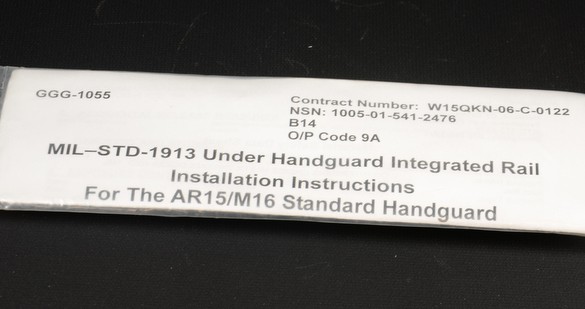 GGG-1055
Contract Number: W15QKN-06-C-0122
NSN: 1005-01-541-2476
B14
O/P Code 9A
MIL–STD-1913 Under Handguard Integrated Rail
Installation Instructions
For The AR15/M16 Standard Handguard